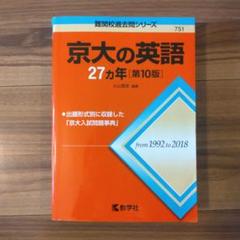 難関校過去問シリーズ
751
京大の英語
27カ年[第10版]
●出題形式別に収録した
「京大入試問題事典」
from 1992 to 2018
教学社